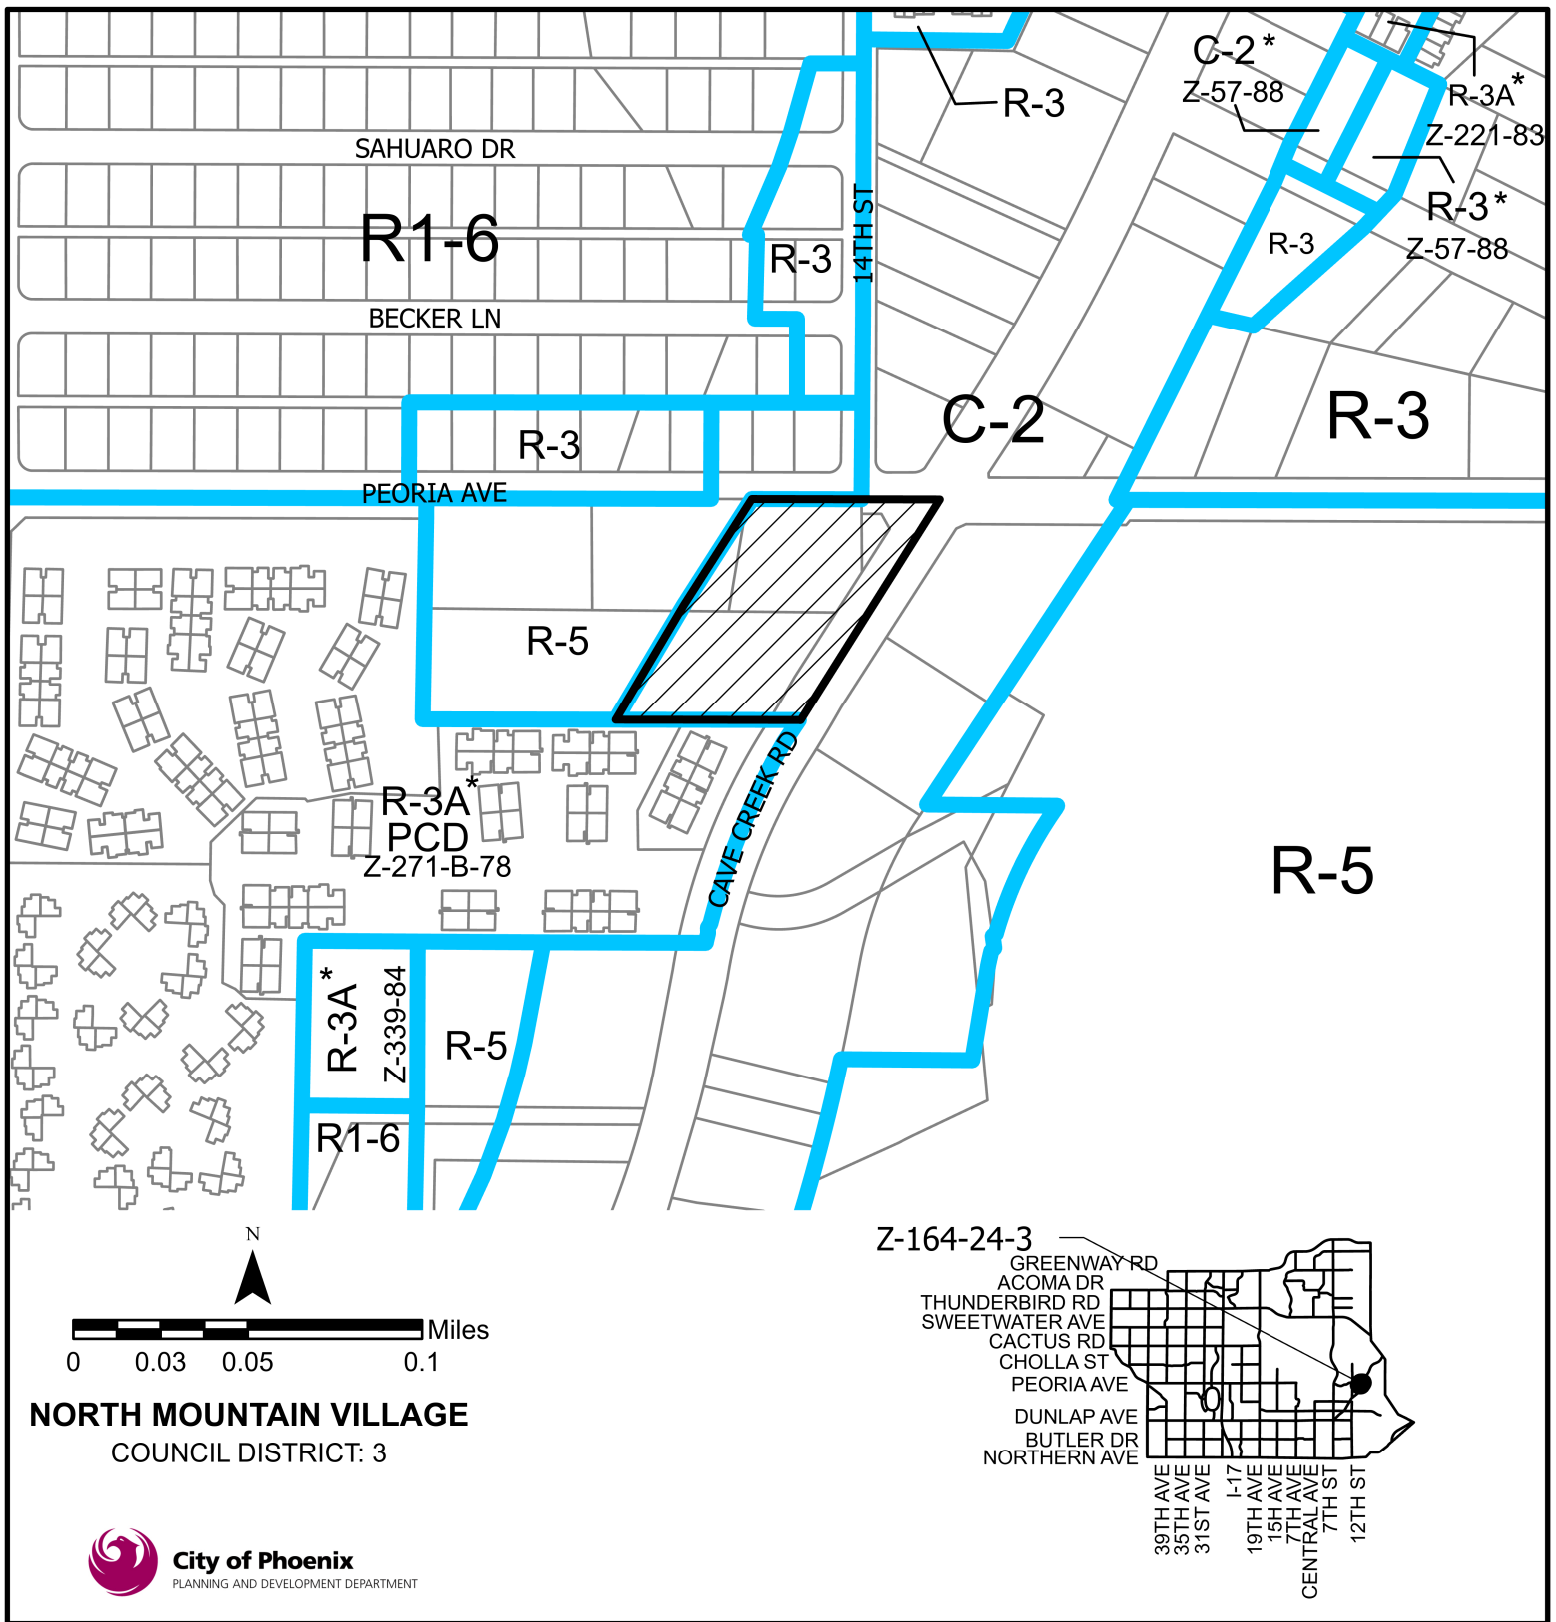 C-2*
Z-57-88
R-3A*
Z-221-83
R-3
SAHUARO DR
R1-6
14TH ST
R-3
R-3*
Z-57-88
R-3
BECKER LN
C-2
R-3
R-3
PEORIA AVE
R-5
CAVE CREEK RD
R-3A*
PCD
Z-271-B-78
R-5
R-3A*
Z-339-84
R-5
R1-6
N
Miles
0 0.03 0.05 0.1
NORTH MOUNTAIN VILLAGE
COUNCIL DISTRICT: 3
City of Phoenix
PLANNING AND DEVELOPMENT DEPARTMENT
Z-164-24-3
GREENWAY RD
ACOMA DR
THUNDERBIRD RD
SWEETWATER AVE
CACTUS RD
CHOLLA ST
PEORIA AVE
DUNLAP AVE
BUTLER DR
NORTHERN AVE
39TH AVE
35TH AVE
31ST AVE
I-17
19TH AVE
15H AVE
7TH AVE
CENTRAL AVE
7TH ST
12TH ST